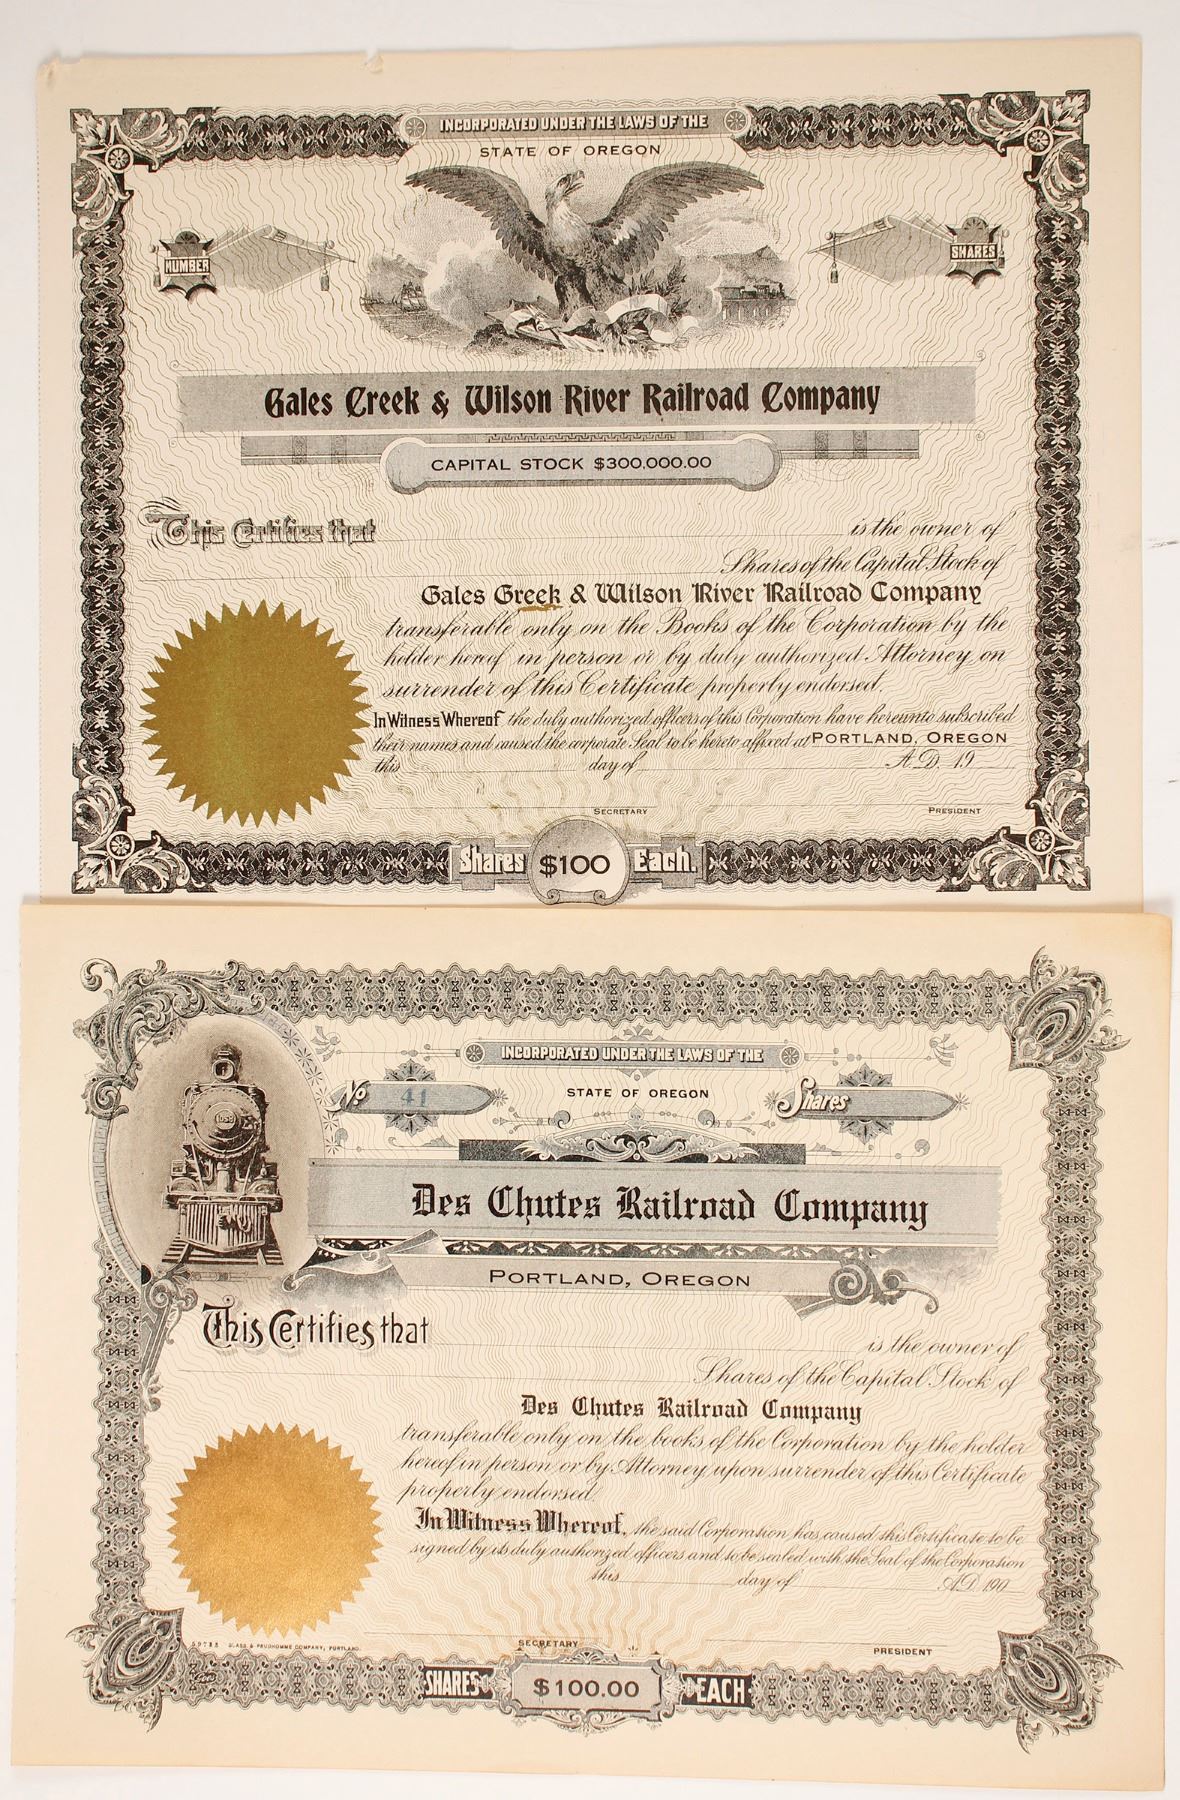 INCORPORATED UNDER THE LAWS OF THE
STATE OF OREGON
NUMBER
SHARES
Gales Creek & Wilson River Railroad Company
CAPITAL STOCK $300,000.00
This Certifies that is the owner of
Shares of the Capital Stock of
Gales Greek & Wilson River Railroad Company
transferable only on the Books of the Corporation by the
holder hereof in person or by duly authorized Attorney on
surrender of this Certificate properly endorsed.
In Witness Whereof the duly authorized officers of this Corporation have hereunto subscribed
their names and caused the corporate Seal to be hereto affixed at PORTLAND, OREGON
this day of A.D. 19
SECRETARY PRESIDENT
Shares $100 Each.
INCORPORATED UNDER THE LAWS OF THE
No 41
STATE OF OREGON
Shares
Des Chutes Railroad Company
PORTLAND, OREGON
This Certifies that is the owner of
Shares of the Capital Stock of
Des Chutes Railroad Company
transferable only on the books of the Corporation by the holder
hereof in person or by Attorney upon surrender of this Certificate
properly endorsed.
In Witness Whereof, the said Corporation has caused this Certificate to be
signed by its duly authorized officers and to be sealed with the Seal of the Corporation
this day of A.D. 190
GLASS & PRUDHOMME COMPANY, PORTLAND.
SECRETARY
PRESIDENT
SHARES $100.00 EACH